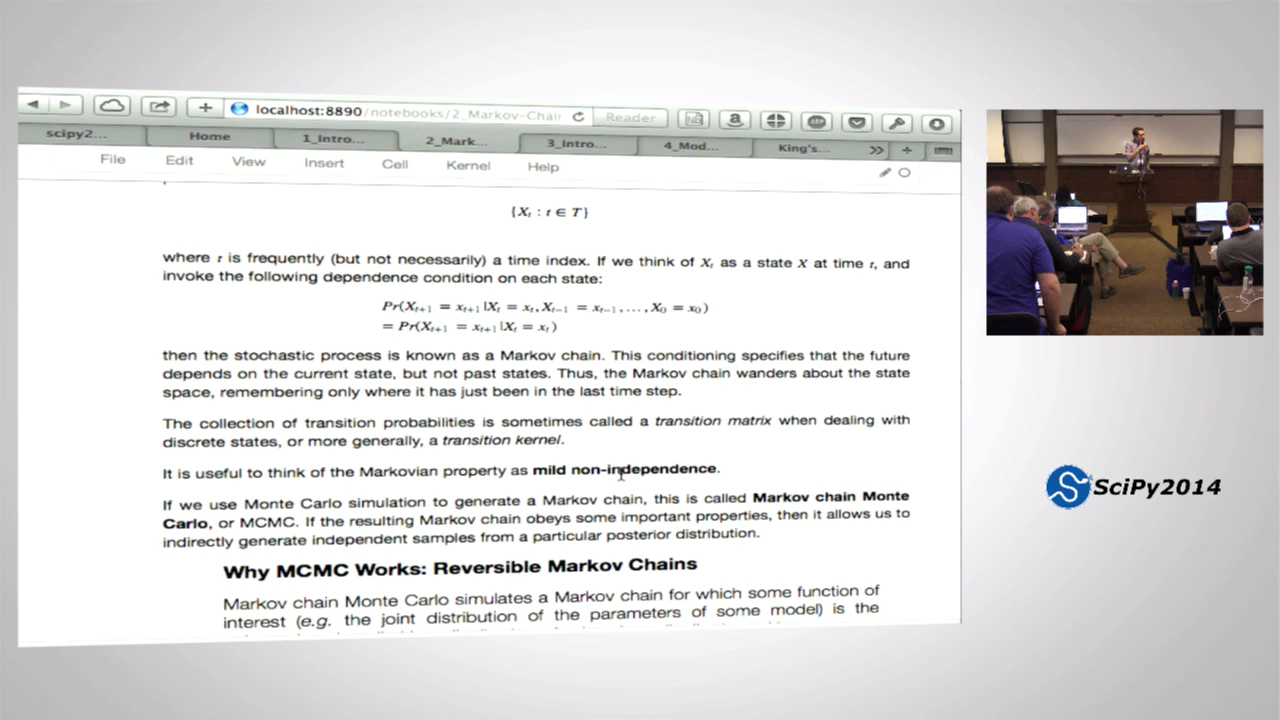 localhost:8890/notebooks/2_Markov-Chai
Reader
scipy2...
Home
1_Intro...
2_Mark...
3_Intro...
4_Mod...
King's...
File
Edit
View
Insert
Cell
Kernel
Help
{X_t : t ∈ T}
where t is frequently (but not necessarily) a time index. If we think of X_t as a state X at time t, and
invoke the following dependence condition on each state:
Pr(X_{t+1} = x_{t+1} | X_t = x_t, X_{t−1} = x_{t−1}, ..., X_0 = x_0)
= Pr(X_{t+1} = x_{t+1} | X_t = x_t)
then the stochastic process is known as a Markov chain. This conditioning specifies that the future
depends on the current state, but not past states. Thus, the Markov chain wanders about the state
space, remembering only where it has just been in the last time step.
The collection of transition probabilities is sometimes called a transition matrix when dealing with
discrete states, or more generally, a transition kernel.
It is useful to think of the Markovian property as mild non-independence.
If we use Monte Carlo simulation to generate a Markov chain, this is called Markov chain Monte
Carlo, or MCMC. If the resulting Markov chain obeys some important properties, then it allows us to
indirectly generate independent samples from a particular posterior distribution.
Why MCMC Works: Reversible Markov Chains
Markov chain Monte Carlo simulates a Markov chain for which some function of
interest (e.g. the joint distribution of the parameters of some model) is the
SciPy2014